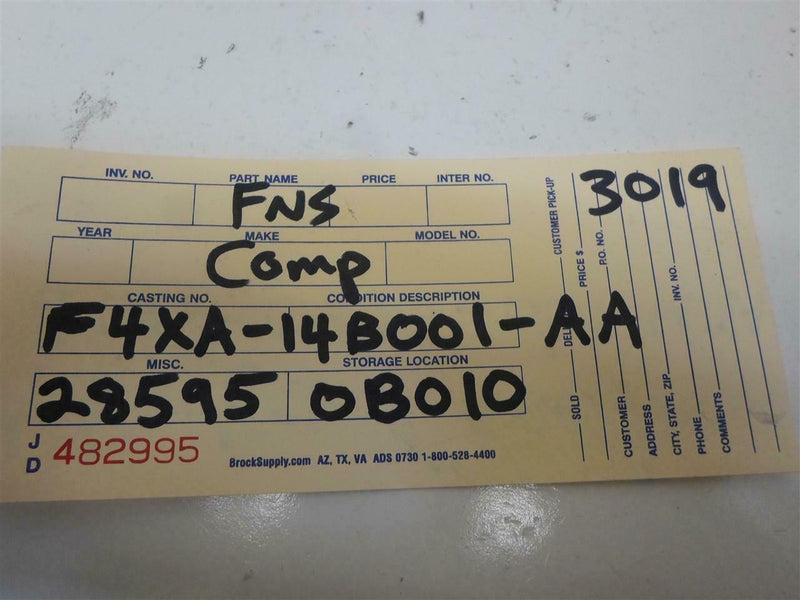 INV. NO. PART NAME PRICE INTER NO.
FNS
YEAR MAKE MODEL NO.
Comp
CASTING NO. CONDITION DESCRIPTION
F4XA-14B001-AA
MISC. STORAGE LOCATION
28595 0B010
JD 482995
BrockSupply.com AZ, TX, VA ADS 0730 1-800-528-4400
3019
SOLD DEL CUSTOMER PICK-UP
PRICE $
CUSTOMER P.O. NO.
ADDRESS
CITY, STATE, ZIP INV. NO.
PHONE
COMMENTS